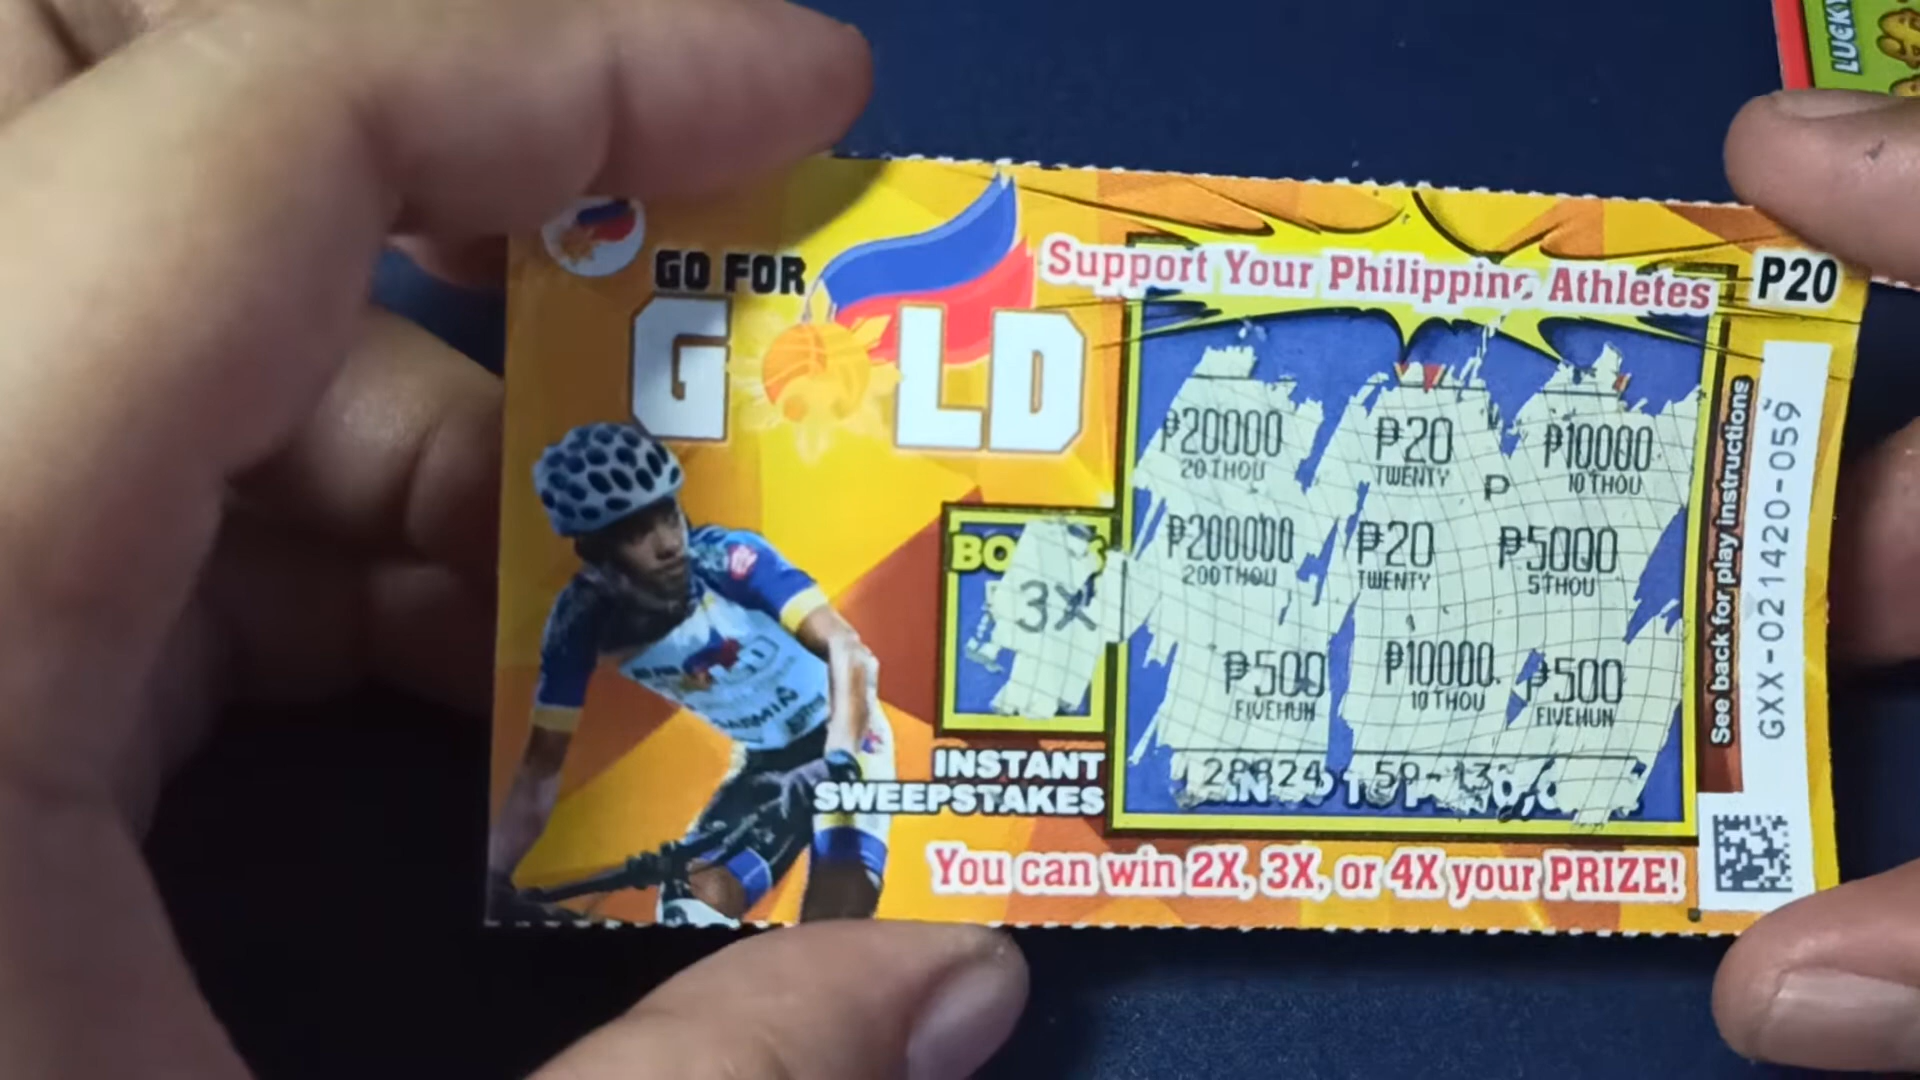 LUCKY
GO FOR
GOLD
Support Your Philippine Athletes
P20
₱20000
20THOU
₱20
TWENTY
P
₱10000
10THOU
₱200000
200THOU
₱20
TWENTY
₱5000
5THOU
₱500
FIVEHUN
₱10000
10THOU
₱500
FIVEHUN
BONUS
3X
INSTANT
SWEEPSTAKES
You can win 2X, 3X, or 4X your PRIZE!
See back for play instructions
GXX-021420-059